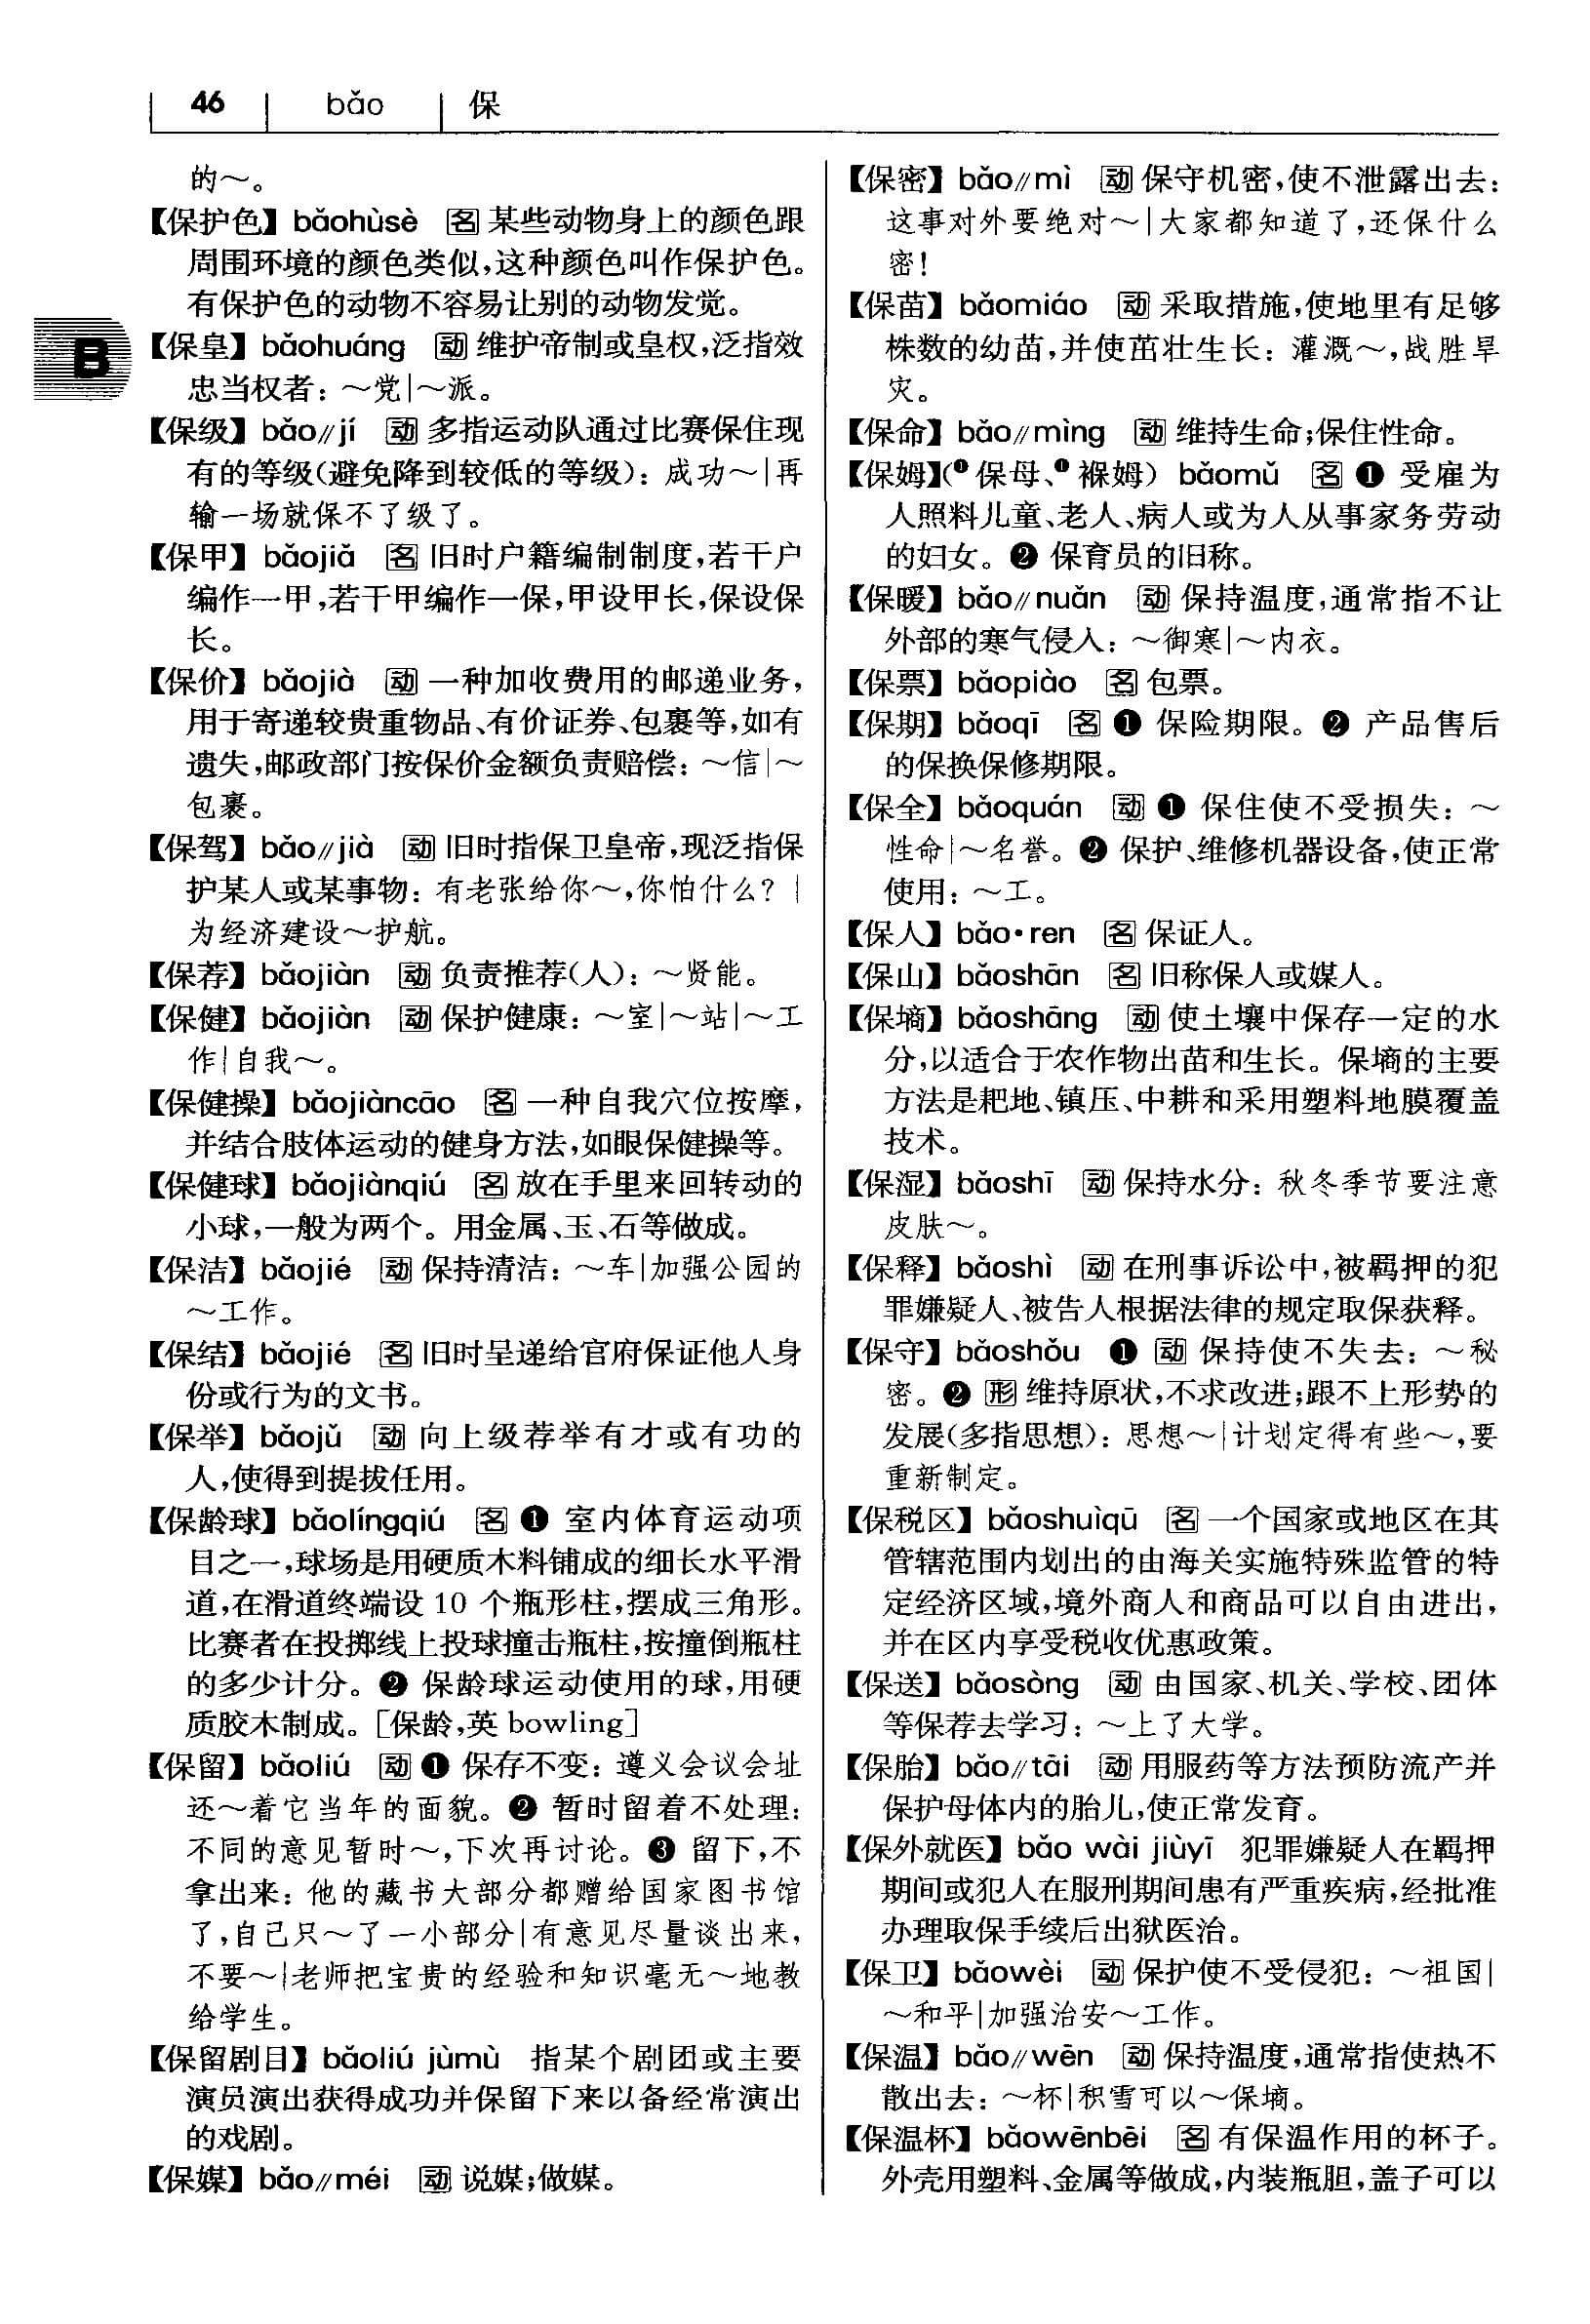 46 bǎo 保
的～。
【保护色】bǎohùsè 名 某些动物身上的颜色跟
周围环境的颜色类似,这种颜色叫作保护色。
有保护色的动物不容易让别的动物发觉。
B
【保皇】bǎohuáng 动 维护帝制或皇权,泛指效
忠当权者：～党|～派。
【保级】bǎo∥jí 动 多指运动队通过比赛保住现
有的等级(避免降到较低的等级)：成功～|再
输一场就保不了级了。
【保甲】bǎojiǎ 名 旧时户籍编制制度,若干户
编作一甲,若干甲编作一保,甲设甲长,保设保
长。
【保价】bǎojià 动 一种加收费用的邮递业务,
用于寄递较贵重物品、有价证券、包裹等,如有
遗失,邮政部门按保价金额负责赔偿：～信|～
包裹。
【保驾】bǎo∥jià 动 旧时指保卫皇帝,现泛指保
护某人或某事物：有老张给你～,你怕什么？|
为经济建设～护航。
【保荐】bǎojiàn 动 负责推荐(人)：～贤能。
【保健】bǎojiàn 动 保护健康：～室|～站|～工
作|自我～。
【保健操】bǎojiàncāo 名 一种自我穴位按摩,
并结合肢体运动的健身方法,如眼保健操等。
【保健球】bǎojiànqiú 名 放在手里来回转动的
小球,一般为两个。用金属、玉、石等做成。
【保洁】bǎojié 动 保持清洁：～车|加强公园的
～工作。
【保结】bǎojié 名 旧时呈递给官府保证他人身
份或行为的文书。
【保举】bǎojǔ 动 向上级荐举有才或有功的
人,使得到提拔任用。
【保龄球】bǎolíngqiú 名 ❶ 室内体育运动项
目之一,球场是用硬质木料铺成的细长水平滑
道,在滑道终端设 10 个瓶形柱,摆成三角形。
比赛者在投掷线上投球撞击瓶柱,按撞倒瓶柱
的多少计分。❷ 保龄球运动使用的球,用硬
质胶木制成。[保龄,英 bowling]
【保留】bǎoliú 动 ❶ 保存不变：遵义会议会址
还～着它当年的面貌。❷ 暂时留着不处理：
不同的意见暂时～,下次再讨论。❸ 留下,不
拿出来：他的藏书大部分都赠给国家图书馆
了,自己只～了一小部分|有意见尽量谈出来,
不要～|老师把宝贵的经验和知识毫无～地教
给学生。
【保留剧目】bǎoliú jùmù 指某个剧团或主要
演员演出获得成功并保留下来以备经常演出
的戏剧。
【保媒】bǎo∥méi 动 说媒;做媒。
【保密】bǎo∥mì 动 保守机密,使不泄露出去：
这事对外要绝对～|大家都知道了,还保什么
密！
【保苗】bǎomiáo 动 采取措施,使地里有足够
株数的幼苗,并使茁壮生长：灌溉～,战胜旱
灾。
【保命】bǎo∥mìng 动 维持生命;保住性命。
【保姆】(❶保母、❶褓姆) bǎomǔ 名 ❶ 受雇为
人照料儿童、老人、病人或为人从事家务劳动
的妇女。❷ 保育员的旧称。
【保暖】bǎo∥nuǎn 动 保持温度,通常指不让
外部的寒气侵入：～御寒|～内衣。
【保票】bǎopiào 名 包票。
【保期】bǎoqī 名 ❶ 保险期限。❷ 产品售后
的保换保修期限。
【保全】bǎoquán 动 ❶ 保住使不受损失：～
性命|～名誉。❷ 保护、维修机器设备,使正常
使用：～工。
【保人】bǎo·ren 名 保证人。
【保山】bǎoshān 名 旧称保人或媒人。
【保墒】bǎoshāng 动 使土壤中保存一定的水
分,以适合于农作物出苗和生长。保墒的主要
方法是耙地、镇压、中耕和采用塑料地膜覆盖
技术。
【保湿】bǎoshī 动 保持水分：秋冬季节要注意
皮肤～。
【保释】bǎoshì 动 在刑事诉讼中,被羁押的犯
罪嫌疑人、被告人根据法律的规定取保获释。
【保守】bǎoshǒu ❶ 动 保持使不失去：～秘
密。❷ 形 维持原状,不求改进;跟不上形势的
发展(多指思想)：思想～|计划定得有些～,要
重新制定。
【保税区】bǎoshuìqū 名 一个国家或地区在其
管辖范围内划出的由海关实施特殊监管的特
定经济区域,境外商人和商品可以自由进出,
并在区内享受税收优惠政策。
【保送】bǎosòng 动 由国家、机关、学校、团体
等保荐去学习：～上了大学。
【保胎】bǎo∥tāi 动 用服药等方法预防流产并
保护母体内的胎儿,使正常发育。
【保外就医】bǎo wài jiùyī 犯罪嫌疑人在羁押
期间或犯人在服刑期间患有严重疾病,经批准
办理取保手续后出狱医治。
【保卫】bǎowèi 动 保护使不受侵犯：～祖国|
～和平|加强治安～工作。
【保温】bǎo∥wēn 动 保持温度,通常指使热不
散出去：～杯|积雪可以～保墒。
【保温杯】bǎowēnbēi 名 有保温作用的杯子。
外壳用塑料、金属等做成,内装瓶胆,盖子可以